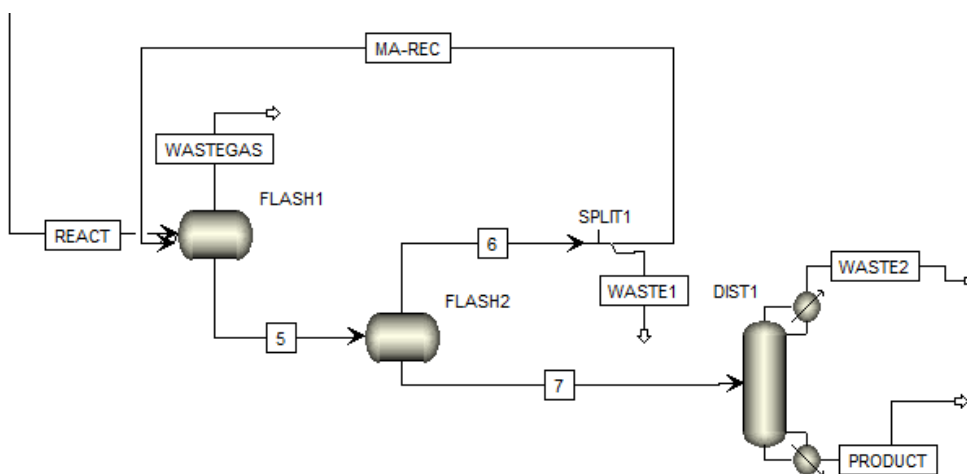 MA-REC
WASTEGAS
FLASH1
REACT
6
SPLIT1
WASTE1
DIST1
WASTE2
FLASH2
5
7
PRODUCT